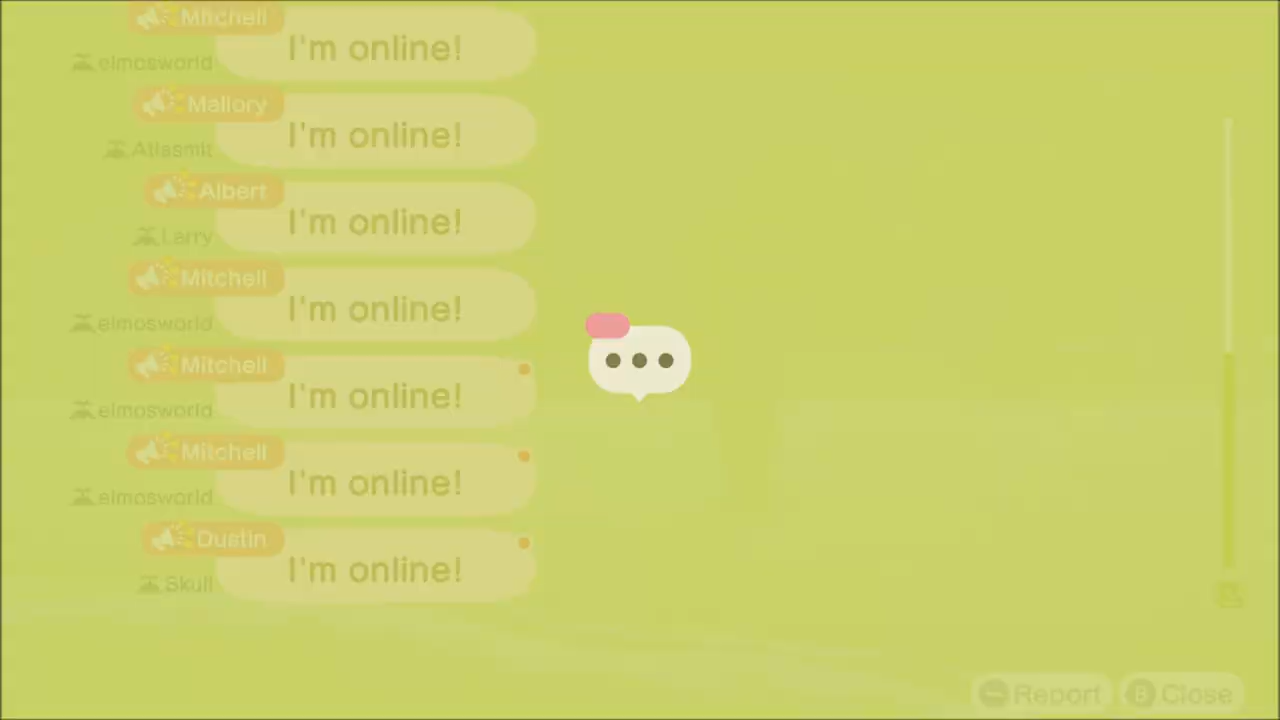 Mitchell
I'm online!
elmosworld
Mallory
I'm online!
Atlasmit
Albert
I'm online!
Larry
Mitchell
I'm online!
elmosworld
Mitchell
I'm online!
elmosworld
Mitchell
I'm online!
elmosworld
Dustin
I'm online!
Skull
Report
B Close